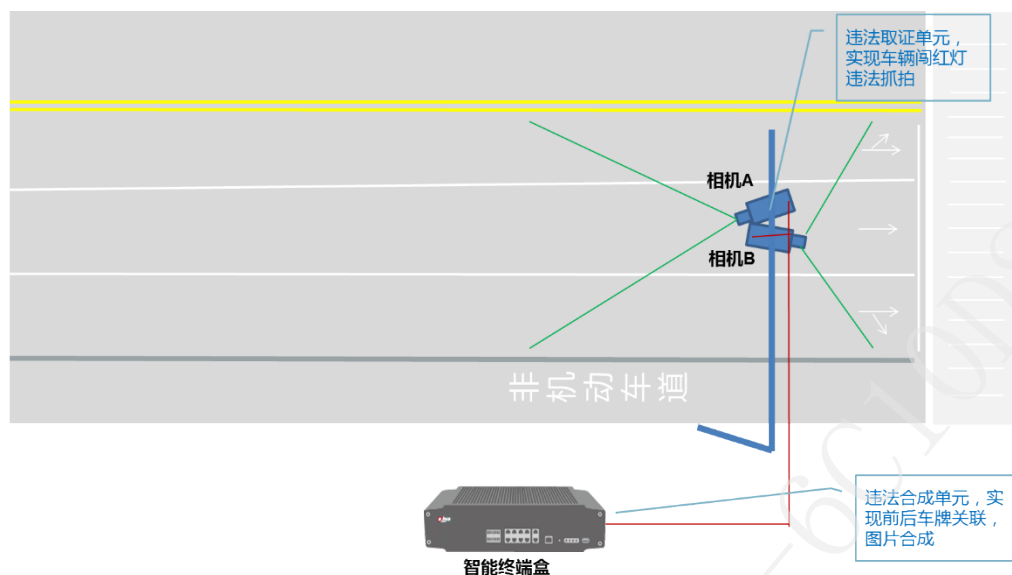 违法取证单元，
实现车辆闯红灯
违法抓拍
相机A
相机B
非机动车道
违法合成单元，实
现前后车牌关联，
图片合成
智能终端盒